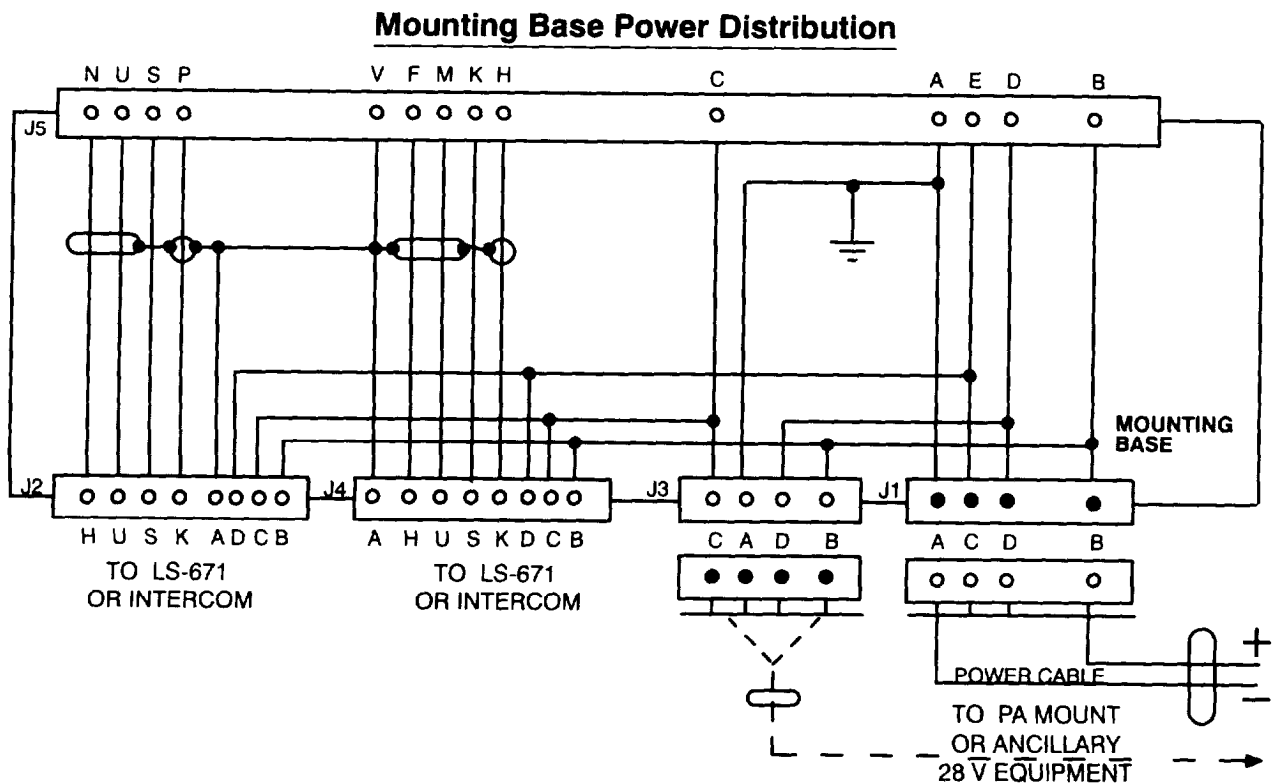 Mounting Base Power Distribution
N U S P V F M K H C A E D B
J5
MOUNTING
BASE
J2 J4 J3 J1
H U S K A D C B A H U S K D C B C A D B A C D B
TO LS-671
OR INTERCOM
TO LS-671
OR INTERCOM
+
POWER CABLE
−
TO PA MOUNT
OR ANCILLARY
28 V EQUIPMENT